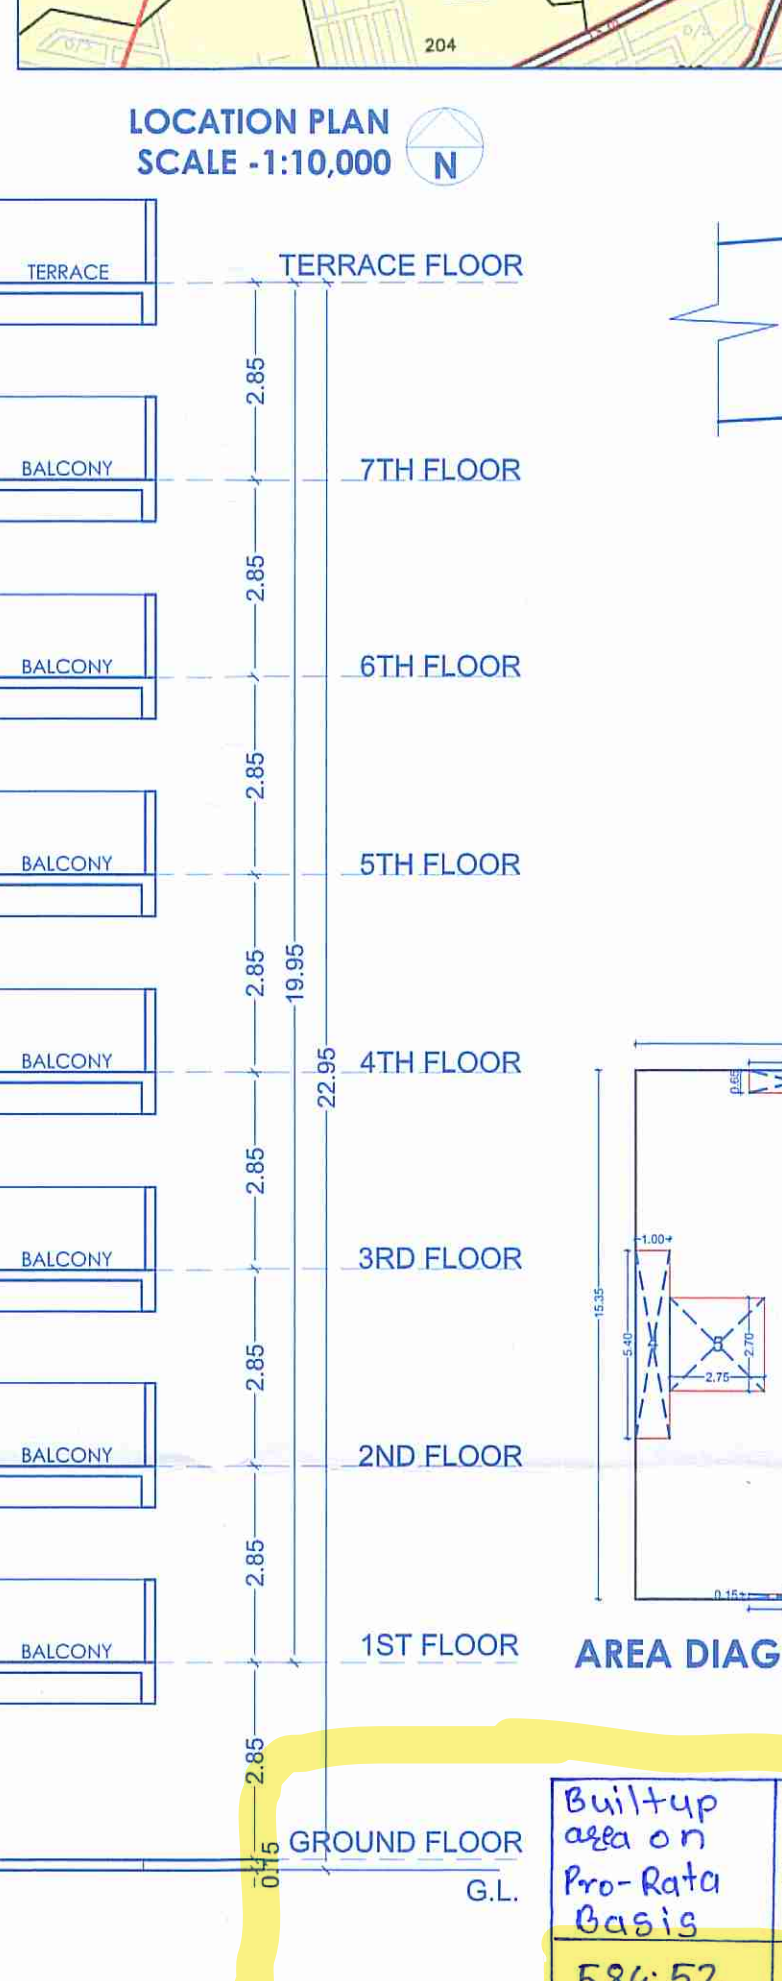 204
LOCATION PLAN
SCALE -1:10,000
N
TERRACE
TERRACE FLOOR
2.85
BALCONY
7TH FLOOR
2.85
BALCONY
6TH FLOOR
2.85
BALCONY
5TH FLOOR
2.85
19.95
BALCONY
4TH FLOOR
22.95
0.65
2.85
BALCONY
3RD FLOOR
1.00
15.35
5.40
4
2.70
2.75
2.85
BALCONY
2ND FLOOR
2.85
0.15
BALCONY
1ST FLOOR
AREA DIAG
2.85
GROUND FLOOR
0.15
G.L.
Builtup
area on
Pro-Rata
Basis